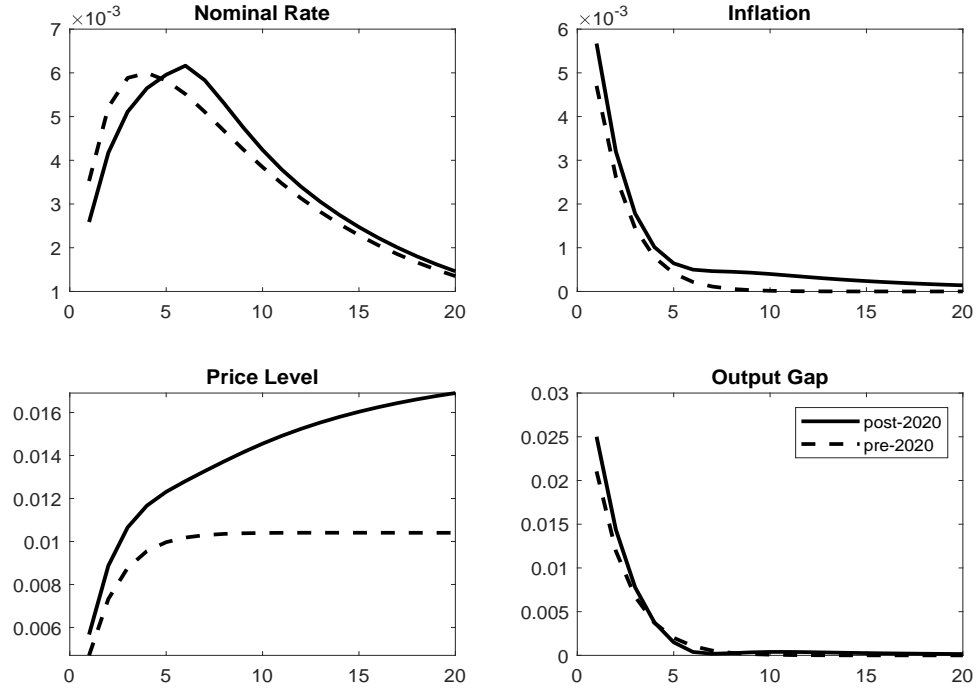 Nominal Rate
×10⁻³
7
6
5
4
3
2
1
0 5 10 15 20
Inflation
×10⁻³
6
5
4
3
2
1
0
0 5 10 15 20
Price Level
0.016
0.014
0.012
0.01
0.008
0.006
0 5 10 15 20
Output Gap
0.03
0.025
0.02
0.015
0.01
0.005
0
0 5 10 15 20
post-2020
pre-2020